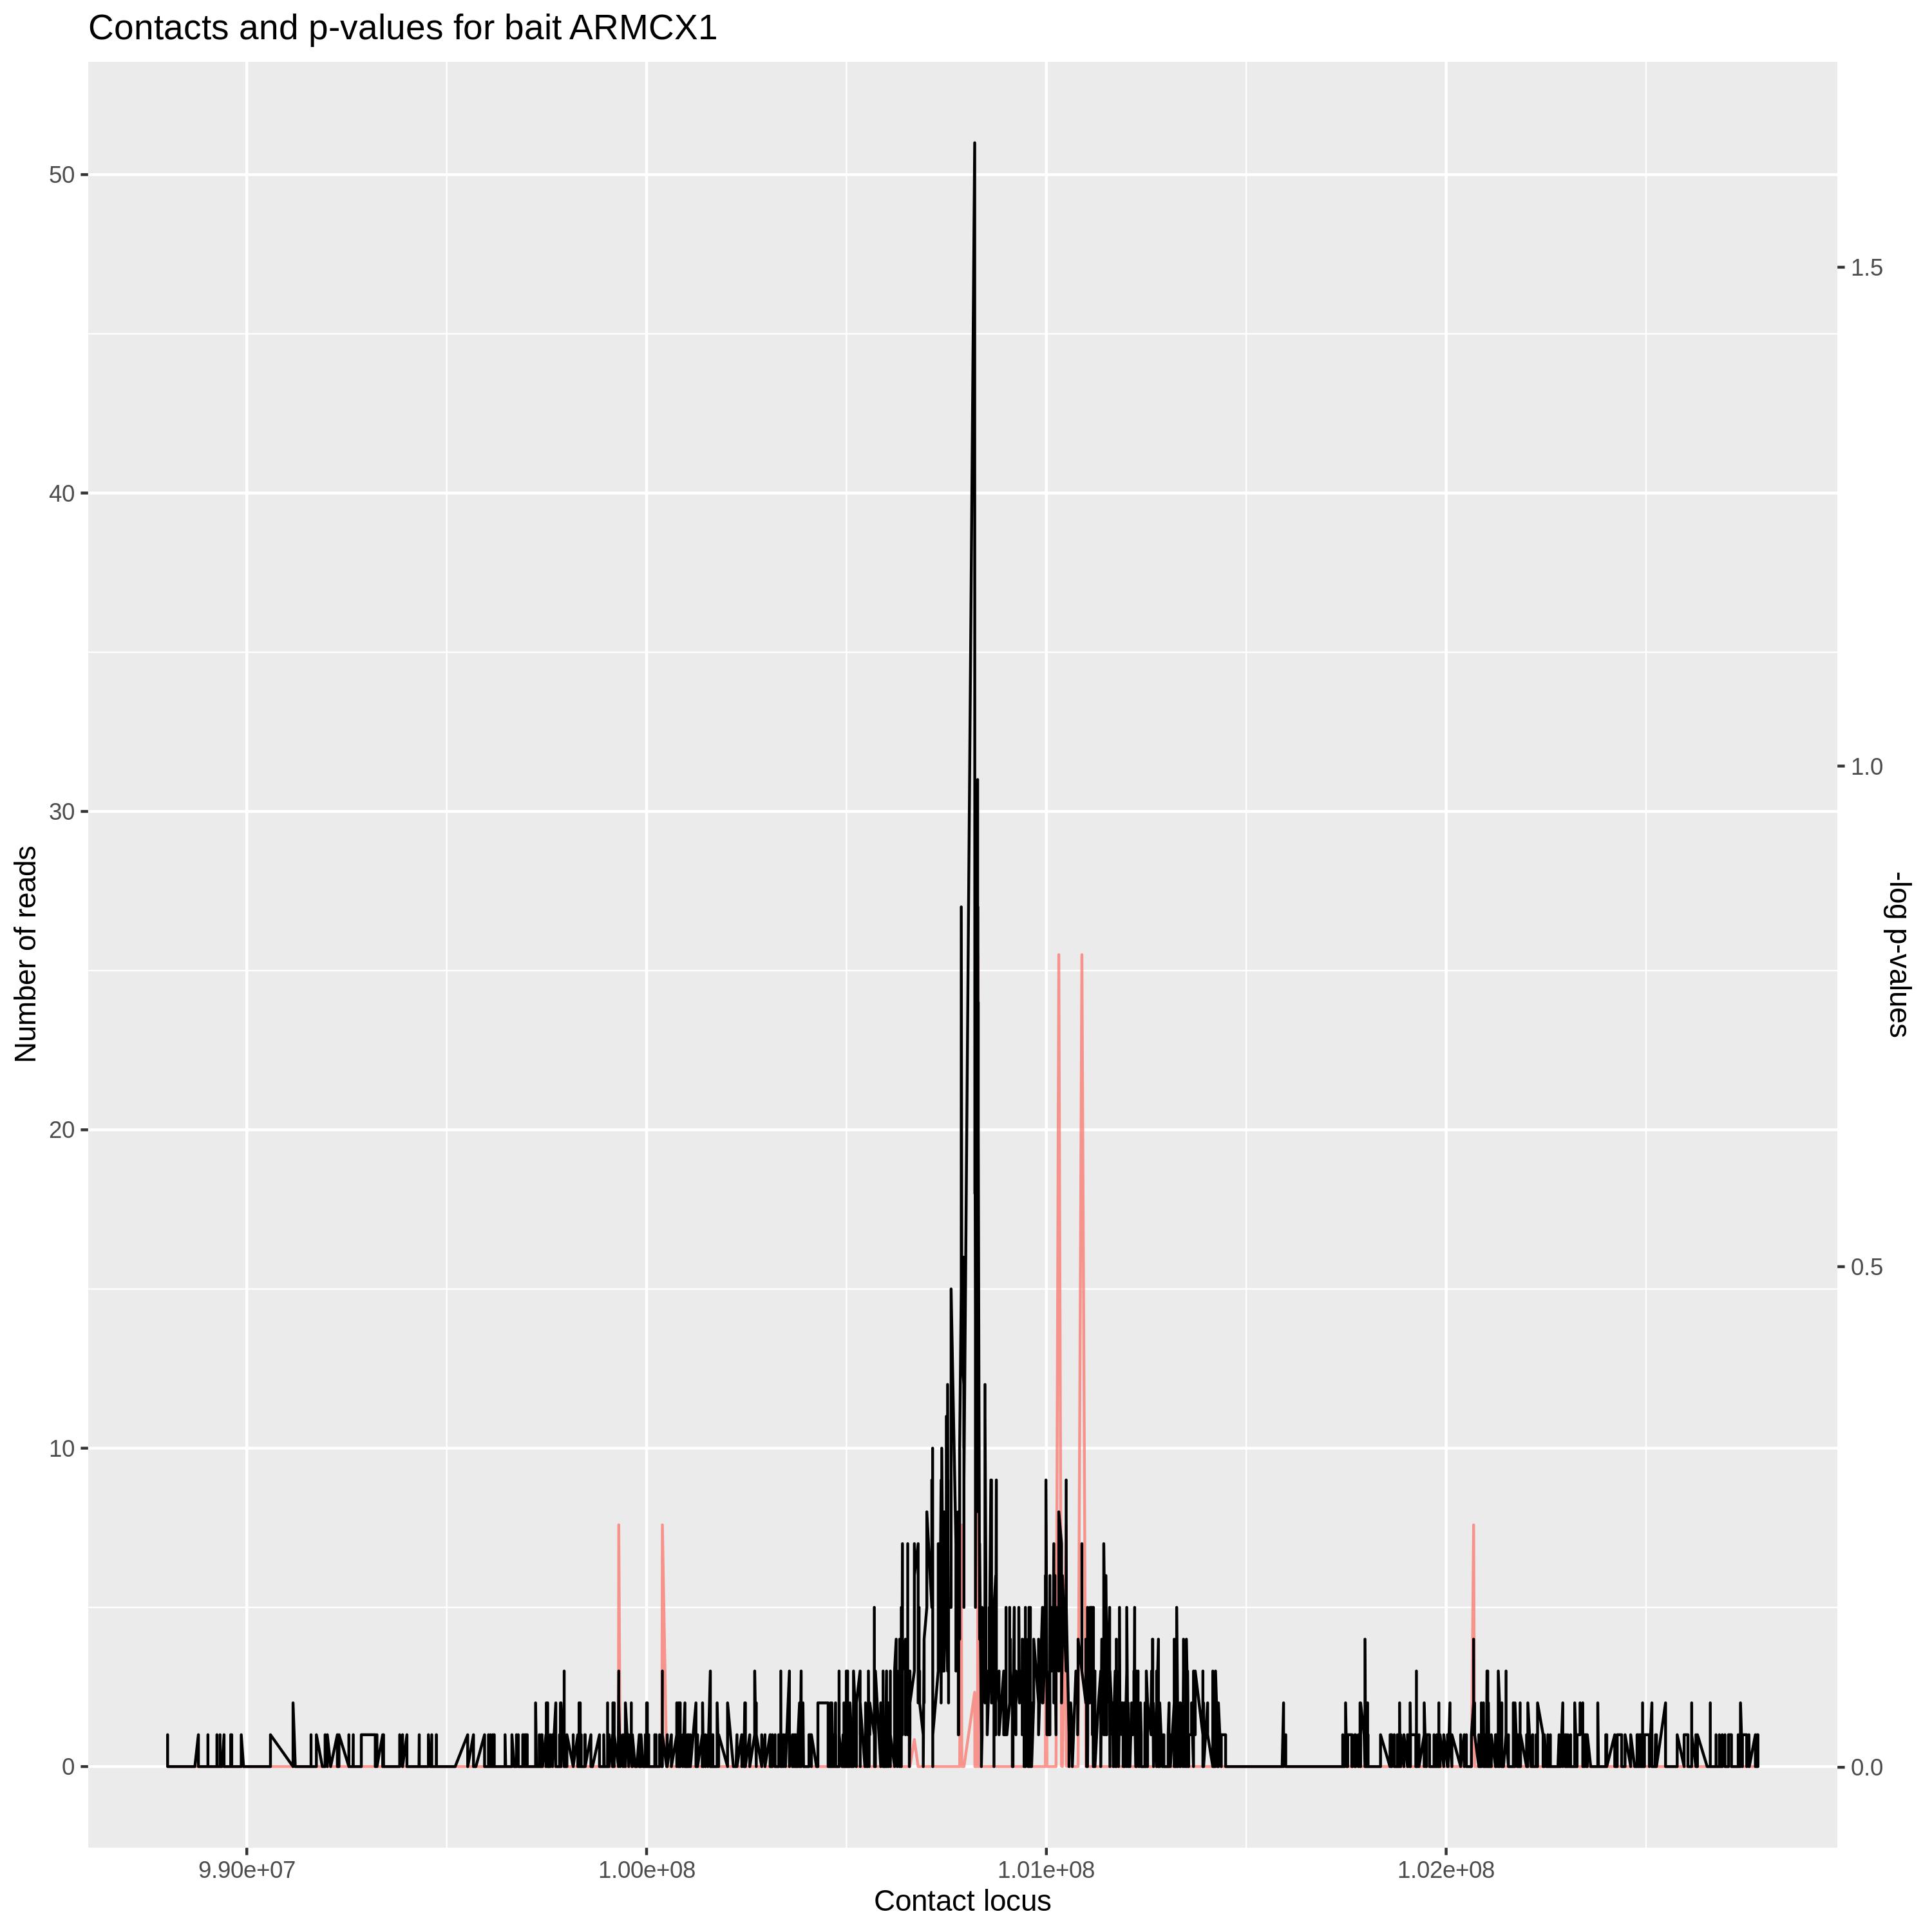 Contacts and p-values for bait ARMCX1
50
40
30
20
10
0
Number of reads
1.5
1.0
0.5
0.0
-log p-values
9.90e+07 1.00e+08 1.01e+08 1.02e+08
Contact locus